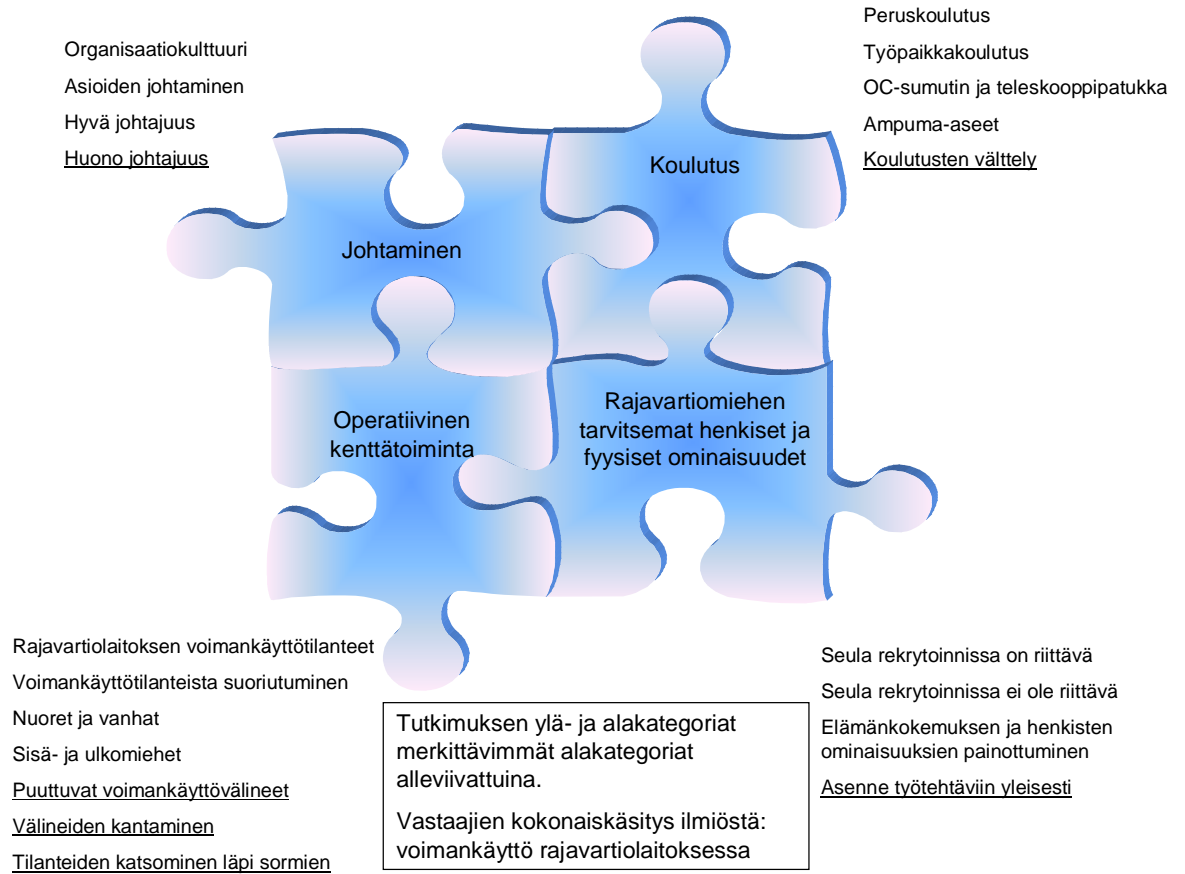 Organisaatiokulttuuri
Asioiden johtaminen
Hyvä johtajuus
Huono johtajuus
Peruskoulutus
Työpaikkakoulutus
OC-sumutin ja teleskooppipatukka
Ampuma-aseet
Koulutusten välttely
Koulutus
Johtaminen
Operatiivinen
kenttätoiminta
Rajavartiomiehen
tarvitsemat henkiset ja
fyysiset ominaisuudet
Rajavartiolaitoksen voimankäyttötilanteet
Voimankäyttötilanteista suoriutuminen
Nuoret ja vanhat
Sisä- ja ulkomiehet
Puuttuvat voimankäyttövälineet
Välineiden kantaminen
Tilanteiden katsominen läpi sormien
Tutkimuksen ylä- ja alakategoriat
merkittävimmät alakategoriat
alleviivattuina.
Vastaajien kokonaiskäsitys ilmiöstä:
voimankäyttö rajavartiolaitoksessa
Seula rekrytoinnissa on riittävä
Seula rekrytoinnissa ei ole riittävä
Elämänkokemuksen ja henkisten
ominaisuuksien painottuminen
Asenne työtehtäviin yleisesti